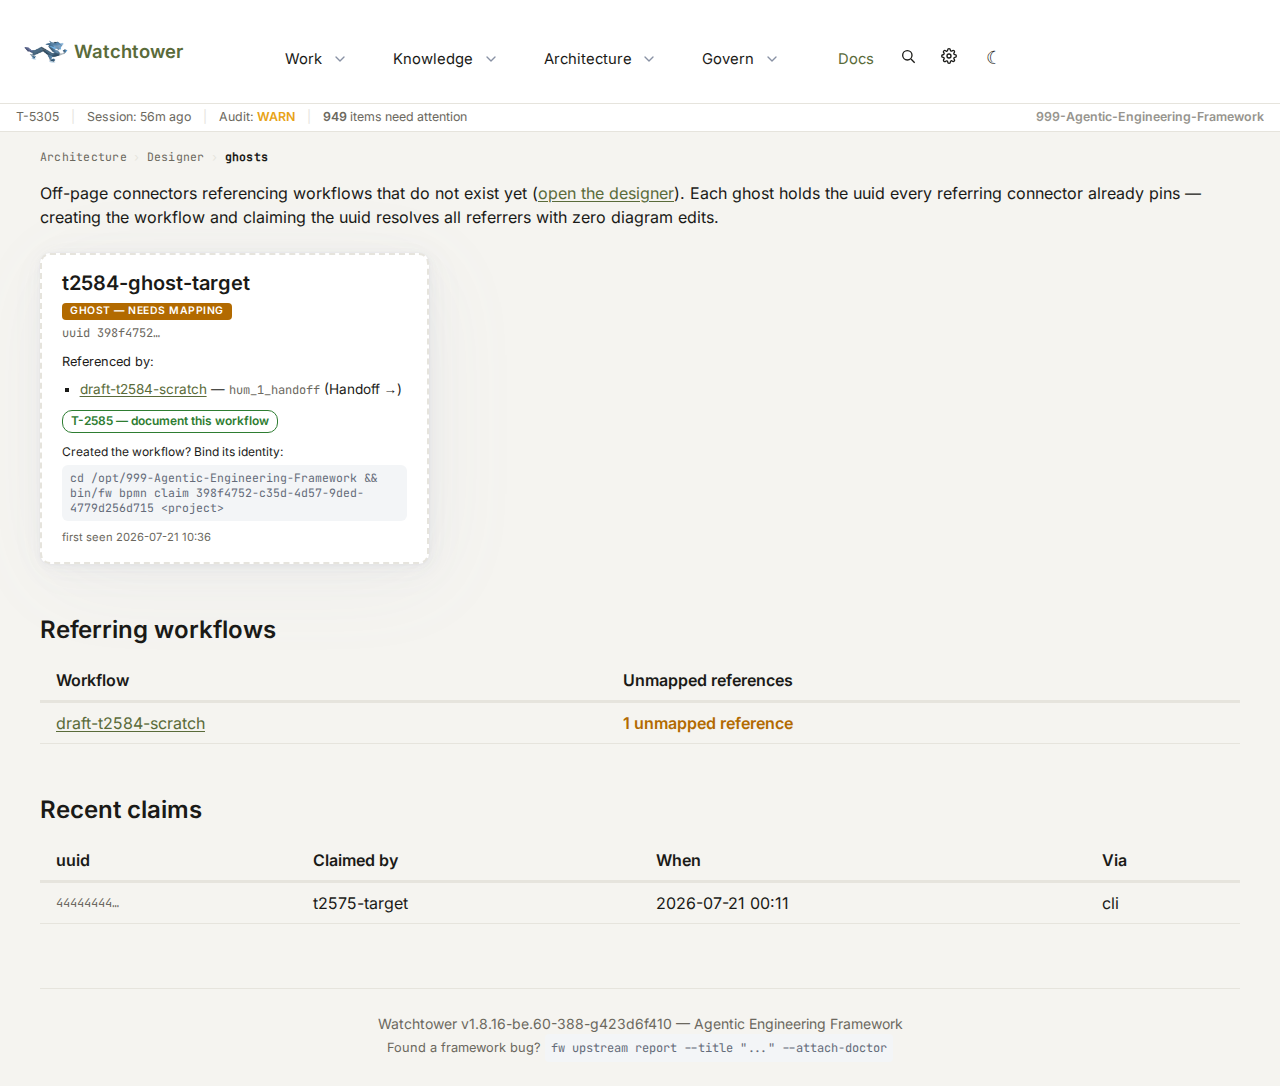 Watchtower
Work
Knowledge
Architecture
Govern
Docs
T-5305
Session: 56m ago
Audit: WARN
949 items need attention
999-Agentic-Engineering-Framework
Architecture › Designer › ghosts
Off-page connectors referencing workflows that do not exist yet (open the designer). Each ghost holds the uuid every referring connector already pins —
creating the workflow and claiming the uuid resolves all referrers with zero diagram edits.
t2584-ghost-target
GHOST — NEEDS MAPPING
uuid 398f4752…
Referenced by:
▪ draft-t2584-scratch — hum_1_handoff (Handoff →)
T-2585 — document this workflow
Created the workflow? Bind its identity:
cd /opt/999-Agentic-Engineering-Framework &&
bin/fw bpmn claim 398f4752-c35d-4d57-9ded-
4779d256d715 <project>
first seen 2026-07-21 10:36
Referring workflows
Workflow Unmapped references
draft-t2584-scratch 1 unmapped reference
Recent claims
uuid Claimed by When Via
44444444… t2575-target 2026-07-21 00:11 cli
Watchtower v1.8.16-be.60-388-g423d6f410 — Agentic Engineering Framework
Found a framework bug? fw upstream report --title "..." --attach-doctor